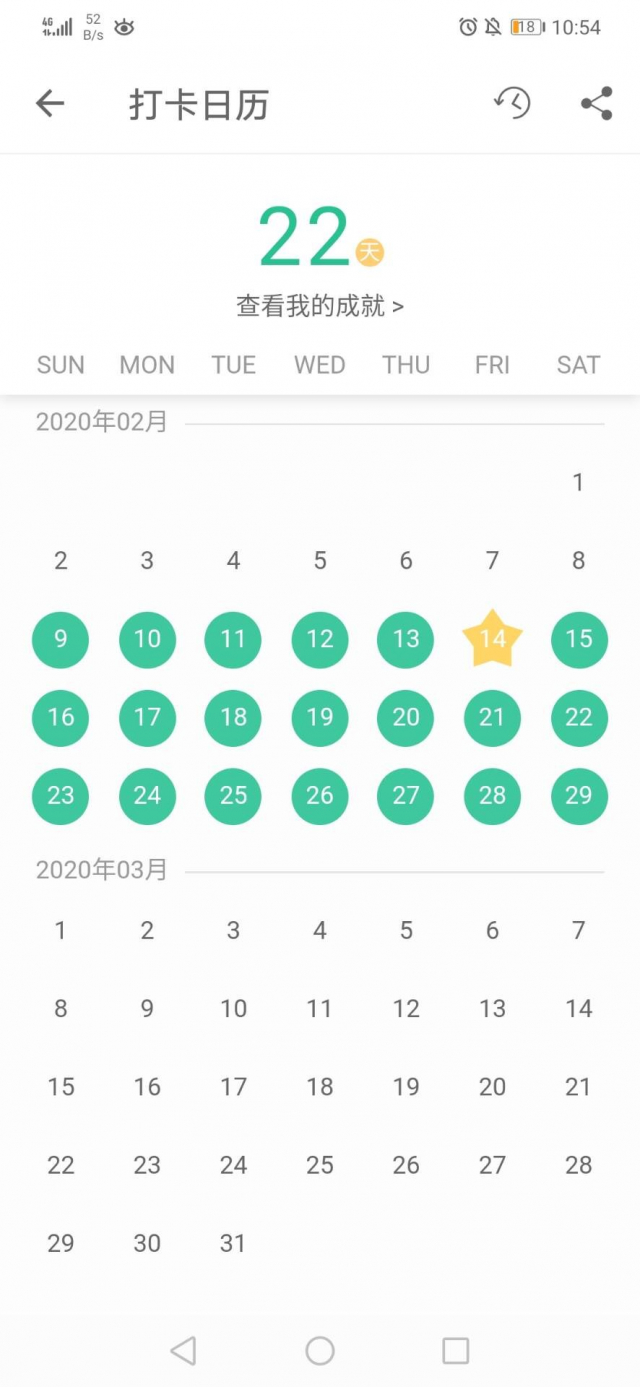 4G 52 B/s 18 10:54
打卡日历
22天
查看我的成就 >
SUN MON TUE WED THU FRI SAT
2020年02月
1
2 3 4 5 6 7 8
9 10 11 12 13 14 15
16 17 18 19 20 21 22
23 24 25 26 27 28 29
2020年03月
1 2 3 4 5 6 7
8 9 10 11 12 13 14
15 16 17 18 19 20 21
22 23 24 25 26 27 28
29 30 31